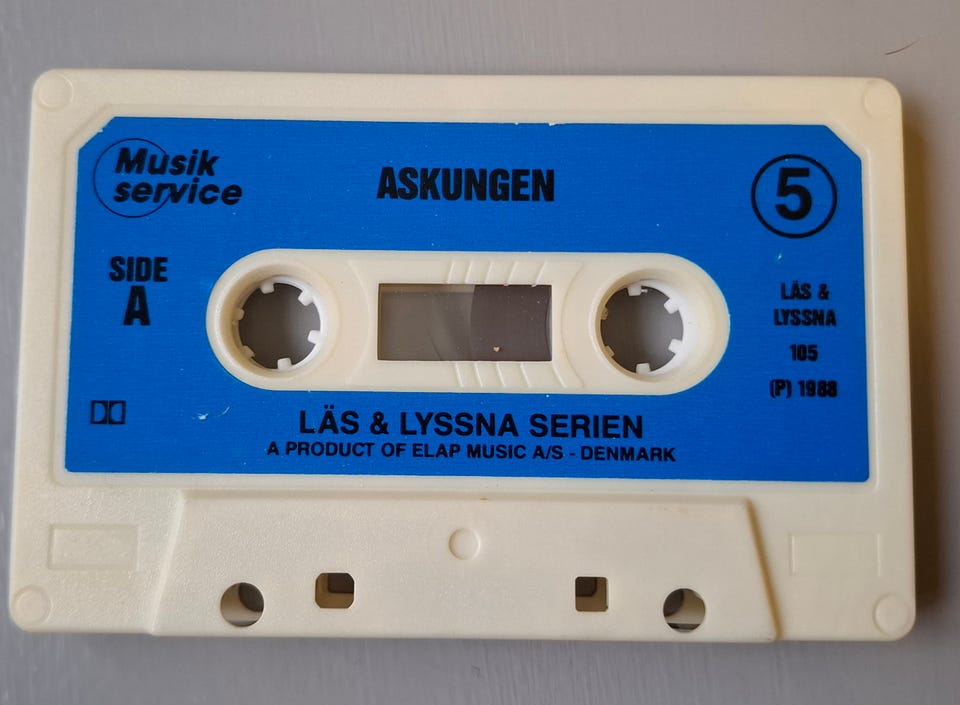 Musik
service
ASKUNGEN
5
SIDE
A
LÄS &
LYSSNA
105
(P) 1988
LÄS & LYSSNA SERIEN
A PRODUCT OF ELAP MUSIC A/S - DENMARK